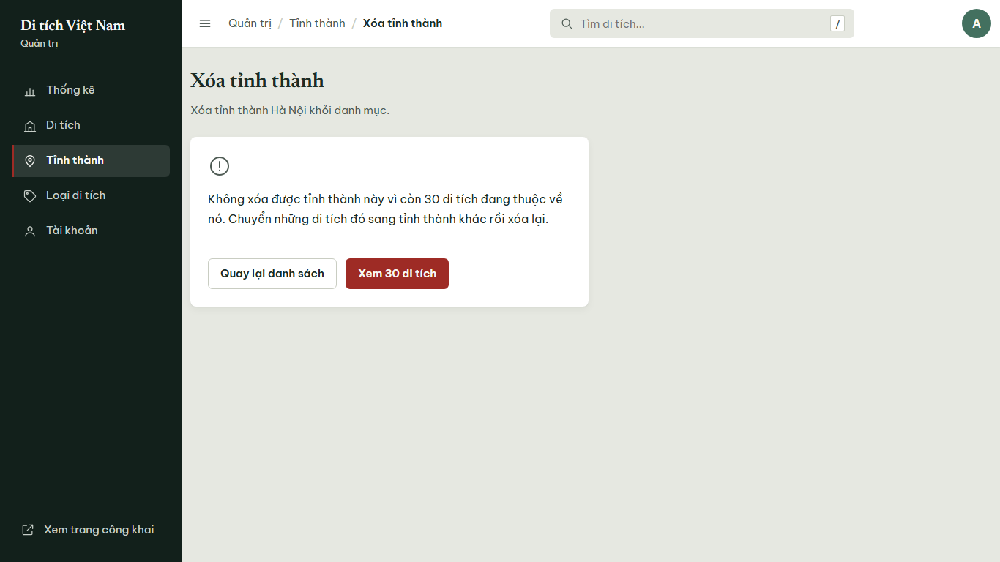 Di tích Việt Nam
Quản trị
Thống kê
Di tích
Tỉnh thành
Loại di tích
Tài khoản
Xem trang công khai
Quản trị / Tỉnh thành / Xóa tỉnh thành
Tìm di tích...
/
A
Xóa tỉnh thành
Xóa tỉnh thành Hà Nội khỏi danh mục.
Không xóa được tỉnh thành này vì còn 30 di tích đang thuộc về
nó. Chuyển những di tích đó sang tỉnh thành khác rồi xóa lại.
Quay lại danh sách
Xem 30 di tích